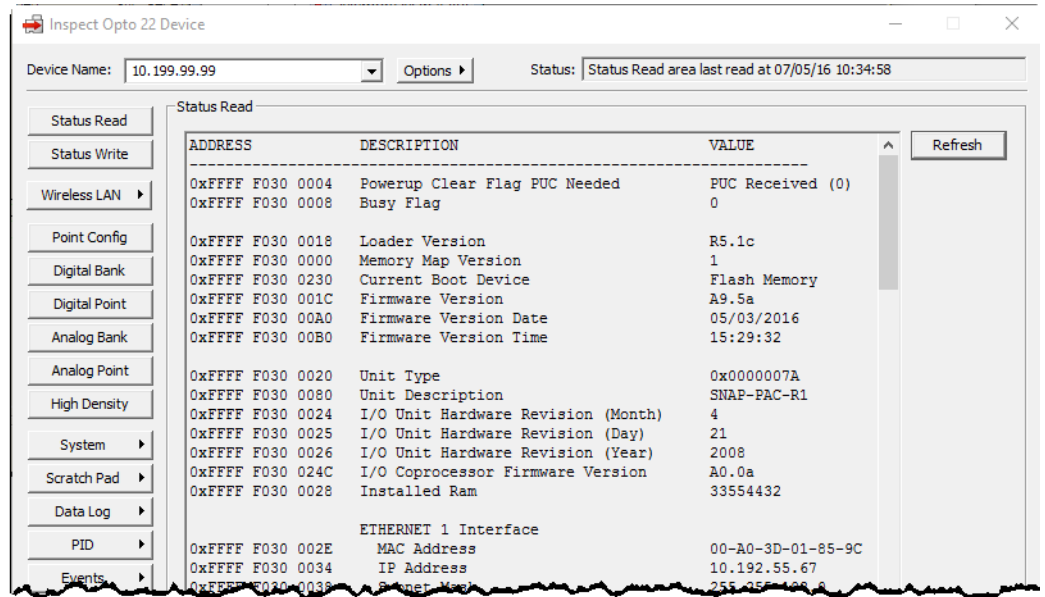 Inspect Opto 22 Device
Device Name: 10.199.99.99 Options Status: Status Read area last read at 07/05/16 10:34:58
Status Read
Status Write
Wireless LAN
Point Config
Digital Bank
Digital Point
Analog Bank
Analog Point
High Density
System
Scratch Pad
Data Log
PID
Events
Status Read
Refresh
ADDRESS DESCRIPTION VALUE
--------------------------------------------------------------------------
0xFFFF F030 0004 Powerup Clear Flag PUC Needed PUC Received (0)
0xFFFF F030 0008 Busy Flag 0
0xFFFF F030 0018 Loader Version R5.1c
0xFFFF F030 0000 Memory Map Version 1
0xFFFF F030 0230 Current Boot Device Flash Memory
0xFFFF F030 001C Firmware Version A9.5a
0xFFFF F030 00A0 Firmware Version Date 05/03/2016
0xFFFF F030 00B0 Firmware Version Time 15:29:32
0xFFFF F030 0020 Unit Type 0x0000007A
0xFFFF F030 0080 Unit Description SNAP-PAC-R1
0xFFFF F030 0024 I/O Unit Hardware Revision (Month) 4
0xFFFF F030 0025 I/O Unit Hardware Revision (Day) 21
0xFFFF F030 0026 I/O Unit Hardware Revision (Year) 2008
0xFFFF F030 024C I/O Coprocessor Firmware Version A0.0a
0xFFFF F030 0028 Installed Ram 33554432
ETHERNET 1 Interface
0xFFFF F030 002E MAC Address 00-A0-3D-01-85-9C
0xFFFF F030 0034 IP Address 10.192.55.67
0xFFFF F030 0038 Subnet Mask